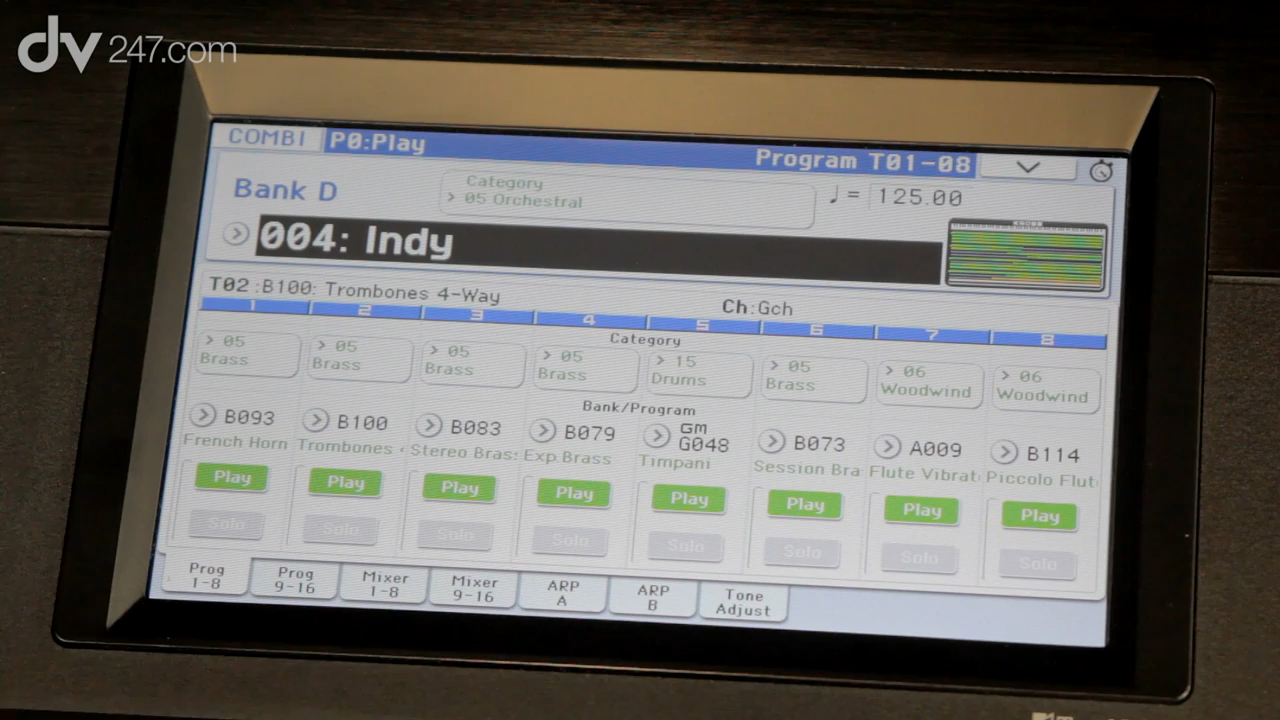 dv 247.com
COMBI P0:Play Program T01-08
Bank D
Category
> 05 Orchestral
♩= 125.00
004: Indy
T02 :B100: Trombones 4-Way Ch:Gch
1 2 3 4 5 6 7 8
Category
> 05 Brass
> 05 Brass
> 05 Brass
> 05 Brass
> 15 Drums
> 05 Brass
> 06 Woodwind
> 06 Woodwind
Bank/Program
B093 B100 B083 B079 GM G048 B073 A009 B114
French Horn Trombones Stereo Bras Exp Brass Timpani Session Bra Flute Vibrat Piccolo Flut
Play Play Play Play Play Play Play Play
Solo Solo Solo Solo Solo Solo Solo
Prog 1-8
Prog 9-16
Mixer 1-8
Mixer 9-16
ARP A
ARP B
Tone Adjust